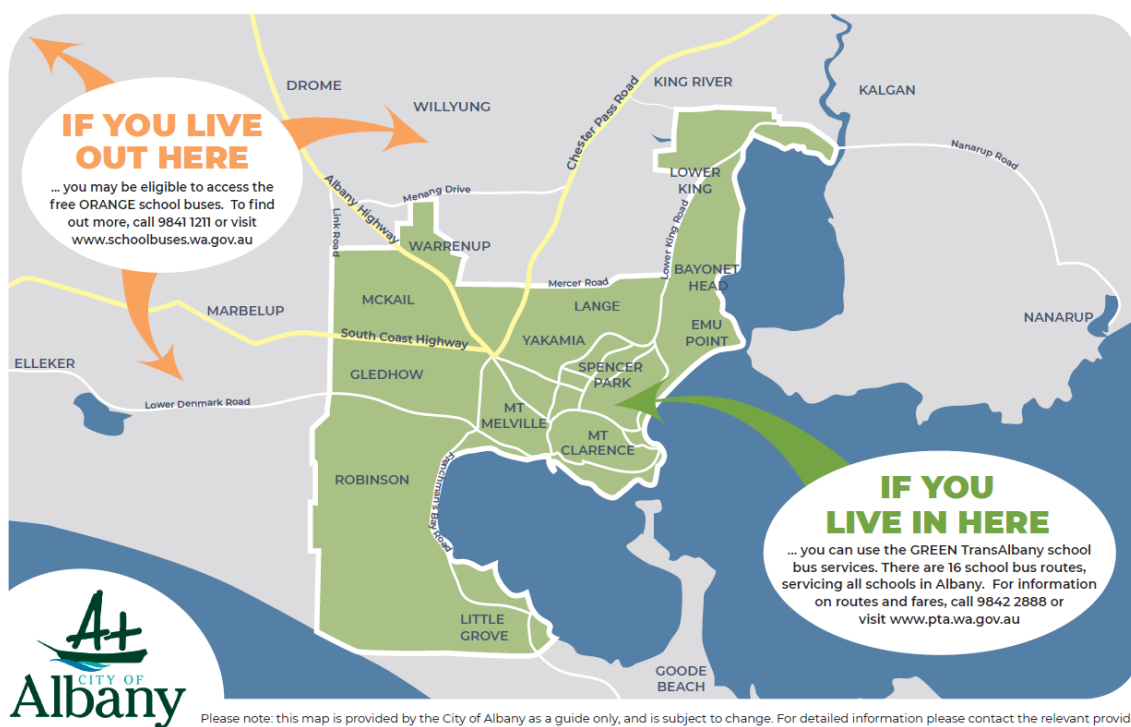 DROME
WILLYUNG
KING RIVER
KALGAN
Chester Pass Road
Nanarup Road
IF YOU LIVE
OUT HERE
... you may be eligible to access the
free ORANGE school buses. To find
out more, call 9841 1211 or visit
www.schoolbuses.wa.gov.au
Albany Highway
Menang Drive
Link Road
LOWER
KING
Lower King Road
WARRENUP
BAYONET
HEAD
Mercer Road
MCKAIL
LANGE
MARBELUP
NANARUP
South Coast Highway
YAKAMIA
EMU
POINT
ELLEKER
GLEDHOW
SPENCER
PARK
Lower Denmark Road
MT
MELVILLE
MT
CLARENCE
ROBINSON
Frenchman's Bay Road
IF YOU
LIVE IN HERE
... you can use the GREEN TransAlbany school
bus services. There are 16 school bus routes,
servicing all schools in Albany. For information
on routes and fares, call 9842 2888 or
visit www.pta.wa.gov.au
LITTLE
GROVE
GOODE
BEACH
A+
CITY OF
Albany
Please note: this map is provided by the City of Albany as a guide only, and is subject to change. For detailed information please contact the relevant provid